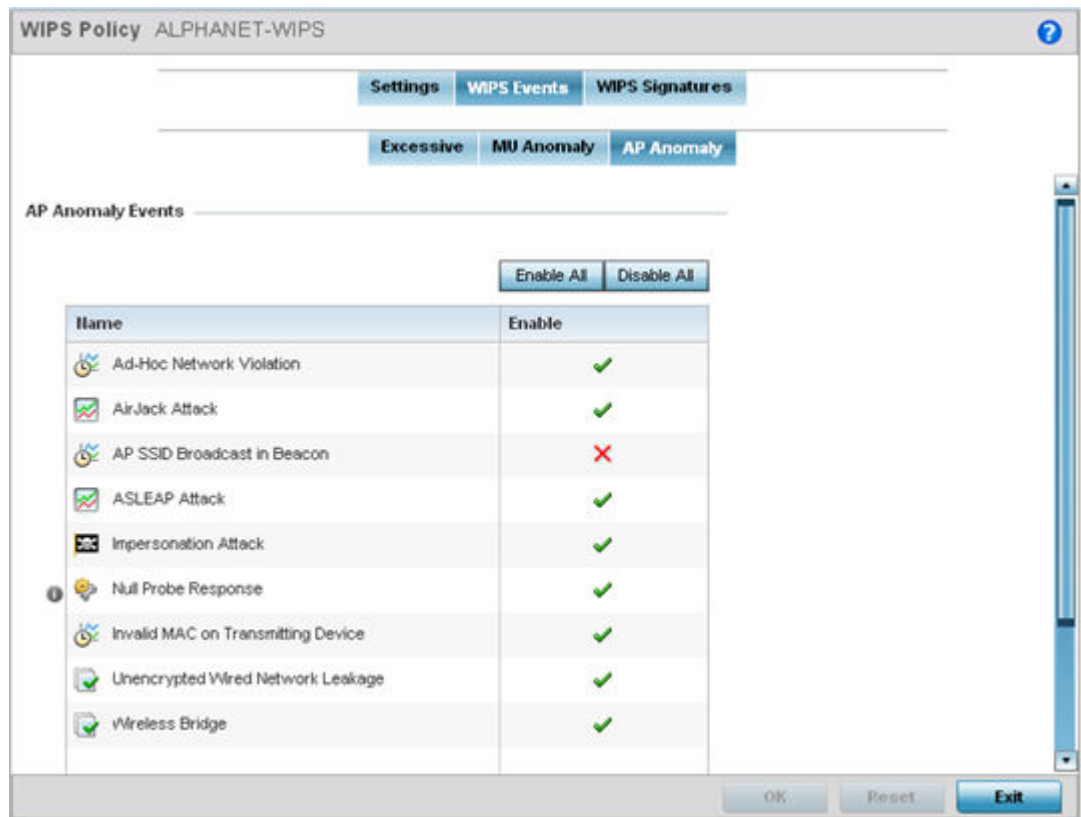 WIPS Policy ALPHANET-WIPS
?
Settings WIPS Events WIPS Signatures
Excessive MU Anomaly AP Anomaly
AP Anomaly Events
Enable All Disable All
Name Enable
Ad-Hoc Network Violation
AirJack Attack
AP SSID Broadcast in Beacon
ASLEAP Attack
Impersonation Attack
Null Probe Response
Invalid MAC on Transmitting Device
Unencrypted Wired Network Leakage
Wireless Bridge
OK Reset Exit